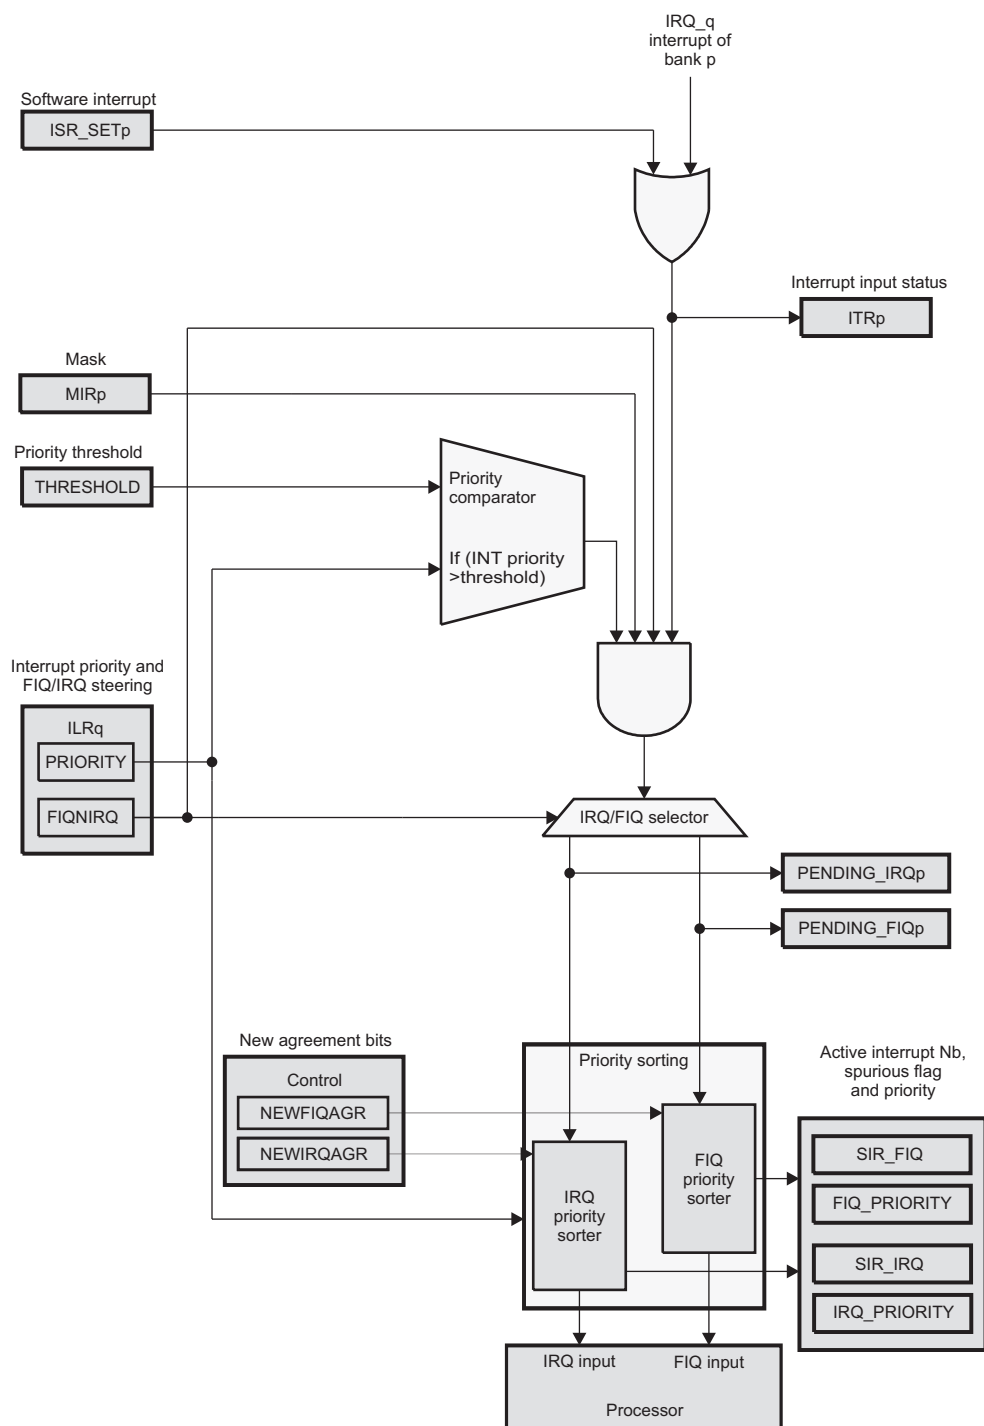 IRQ_q
interrupt of
bank p
Software interrupt
ISR_SETp
Interrupt input status
ITRp
Mask
MIRp
Priority threshold
THRESHOLD
Priority
comparator
If (INT priority
>threshold)
Interrupt priority and
FIQ/IRQ steering
ILRq
PRIORITY
FIQNIRQ
IRQ/FIQ selector
PENDING_IRQp
PENDING_FIQp
New agreement bits
Control
NEWFIQAGR
NEWIRQAGR
Priority sorting
IRQ
priority
sorter
FIQ
priority
sorter
Active interrupt Nb,
spurious flag
and priority
SIR_FIQ
FIQ_PRIORITY
SIR_IRQ
IRQ_PRIORITY
IRQ input
FIQ input
Processor